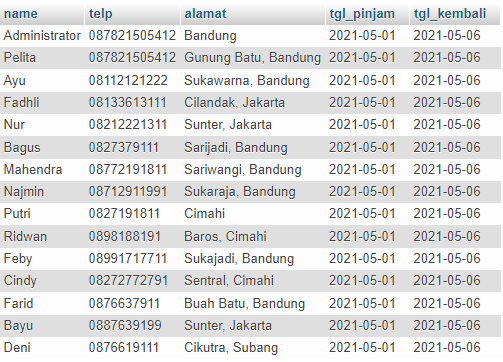 name telp alamat tgl_pinjam tgl_kembali
Administrator 087821505412 Bandung 2021-05-01 2021-05-06
Pelita 087821505412 Gunung Batu, Bandung 2021-05-01 2021-05-06
Ayu 08112121222 Sukawarna, Bandung 2021-05-01 2021-05-06
Fadhli 08133613111 Cilandak, Jakarta 2021-05-01 2021-05-06
Nur 08212221311 Sunter, Jakarta 2021-05-01 2021-05-06
Bagus 0827379111 Sarijadi, Bandung 2021-05-01 2021-05-06
Mahendra 08772191811 Sariwangi, Bandung 2021-05-01 2021-05-06
Najmin 08712911991 Sukaraja, Bandung 2021-05-01 2021-05-06
Putri 0827191811 Cimahi 2021-05-01 2021-05-06
Ridwan 0898188191 Baros, Cimahi 2021-05-01 2021-05-06
Feby 08991717711 Sukajadi, Bandung 2021-05-01 2021-05-06
Cindy 08272772791 Sentral, Cimahi 2021-05-01 2021-05-06
Farid 0876637911 Buah Batu, Bandung 2021-05-01 2021-05-06
Bayu 0887639199 Sunter, Jakarta 2021-05-01 2021-05-06
Deni 0876619111 Cikutra, Subang 2021-05-01 2021-05-06